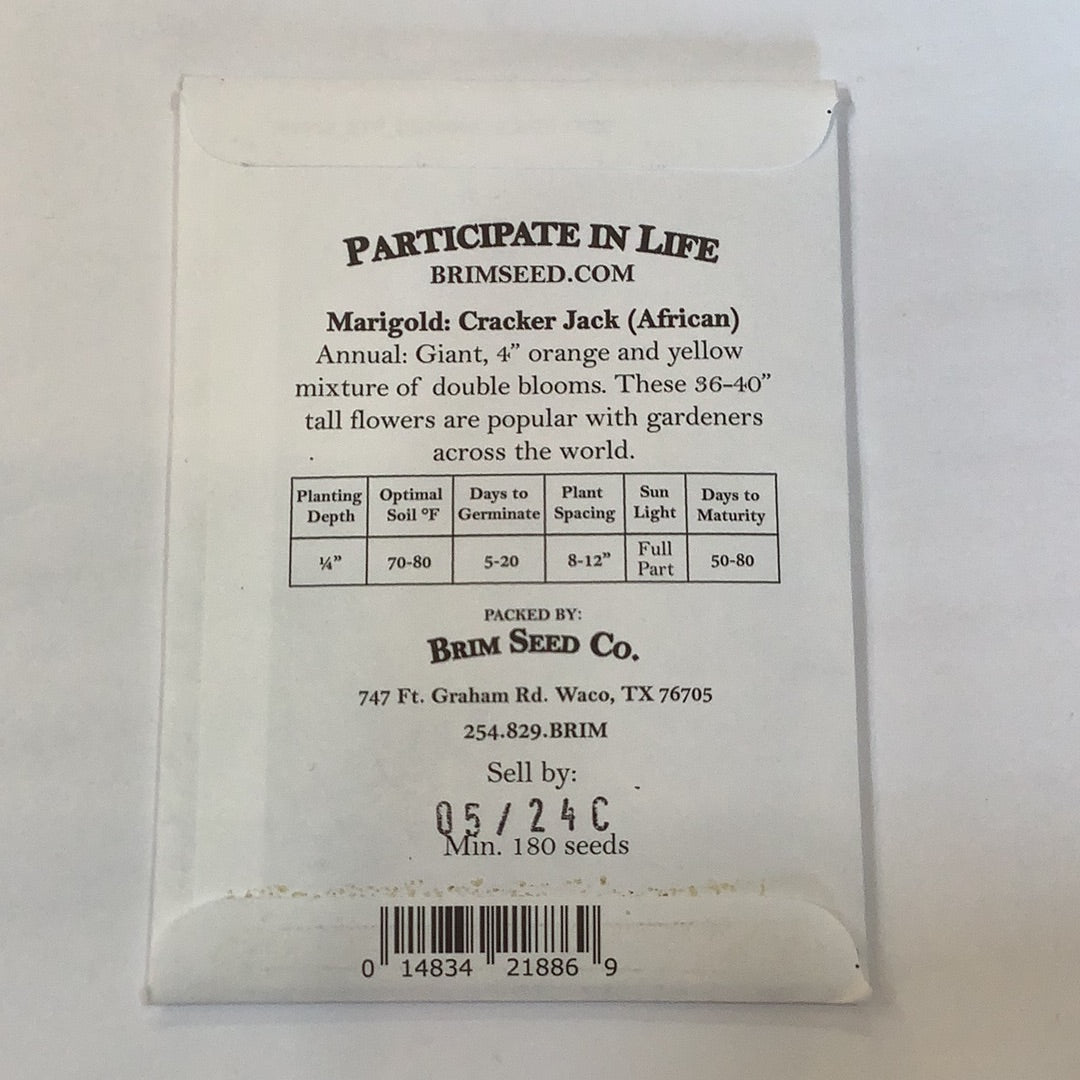 PARTICIPATE IN LIFE
BRIMSEED.COM
Marigold: Cracker Jack (African)
Annual: Giant, 4” orange and yellow
mixture of double blooms. These 36–40”
tall flowers are popular with gardeners
across the world.
Planting Depth | Optimal Soil °F | Days to Germinate | Plant Spacing | Sun Light | Days to Maturity
¼” | 70-80 | 5-20 | 8-12” | Full Part | 50-80
PACKED BY:
BRIM SEED CO.
747 Ft. Graham Rd. Waco, TX 76705
254.829.BRIM
Sell by:
05/24C
Min. 180 seeds
0 14834 21886 9